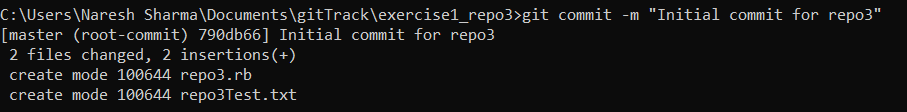 C:\Users\Naresh Sharma\Documents\gitTrack\exercise1_repo3>git commit -m "Initial commit for repo3"
[master (root-commit) 790db66] Initial commit for repo3
 2 files changed, 2 insertions(+)
 create mode 100644 repo3.rb
 create mode 100644 repo3Test.txt